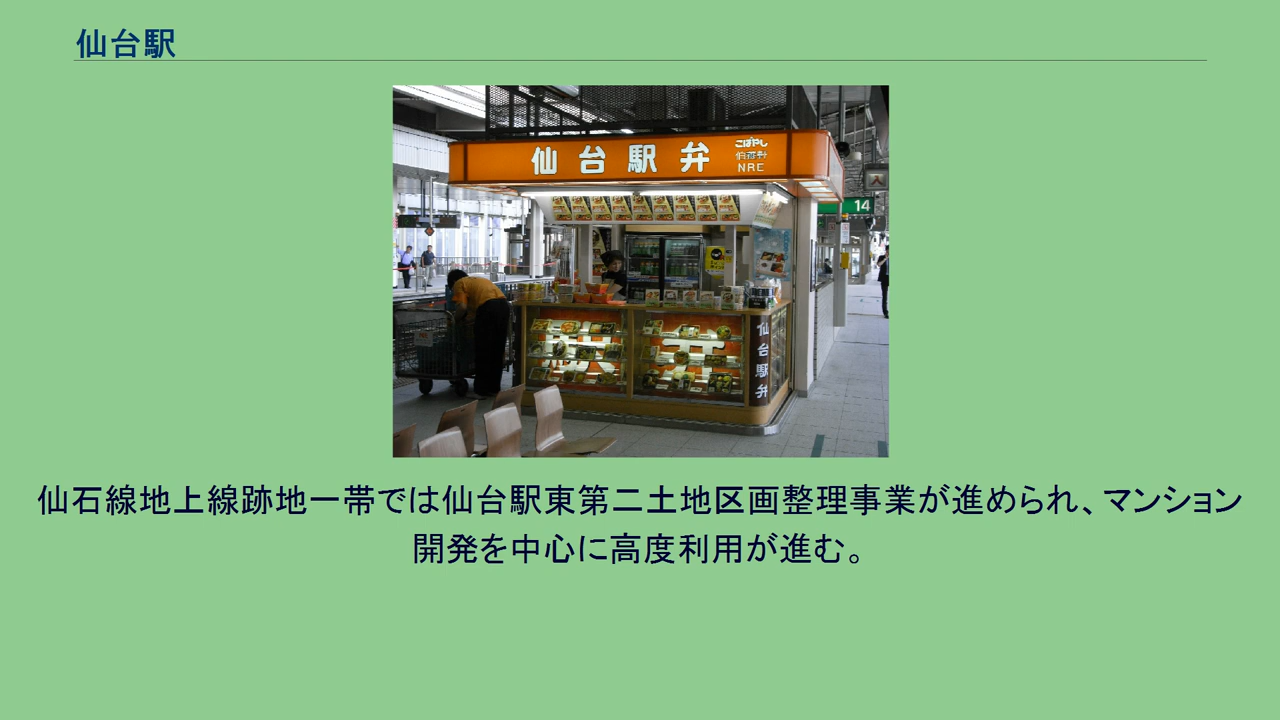 仙台駅
仙台駅弁
こばやし
NRE
14
仙台駅弁
仙石線地上線跡地一帯では仙台駅東第二土地区画整理事業が進められ、マンション
開発を中心に高度利用が進む。